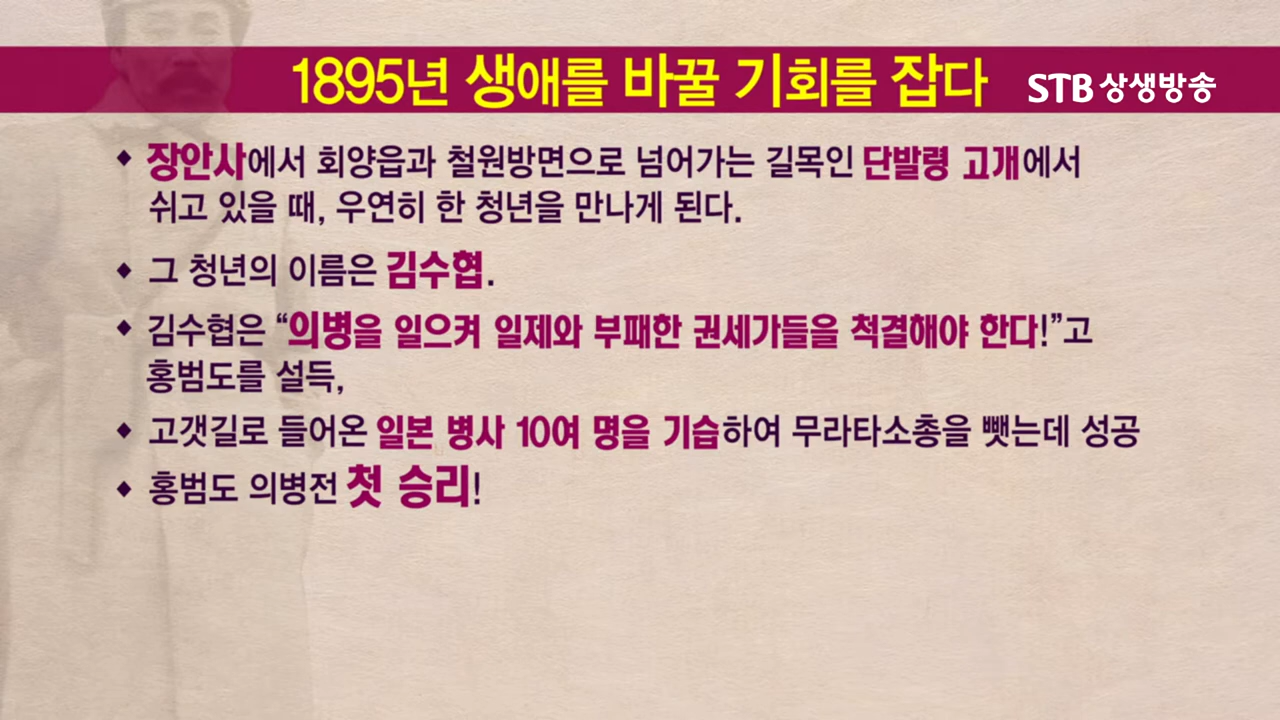 1895년 생애를 바꿀 기회를 잡다 STB 상생방송
◆ 장안사에서 회양읍과 철원방면으로 넘어가는 길목인 단발령 고개에서
쉬고 있을 때, 우연히 한 청년을 만나게 된다.
◆ 그 청년의 이름은 김수협.
◆ 김수협은 “의병을 일으켜 일제와 부패한 권세가들을 척결해야 한다!”고
홍범도를 설득,
◆ 고갯길로 들어온 일본 병사 10여 명을 기습하여 무라타소총을 뺏는데 성공
◆ 홍범도 의병전 첫 승리!